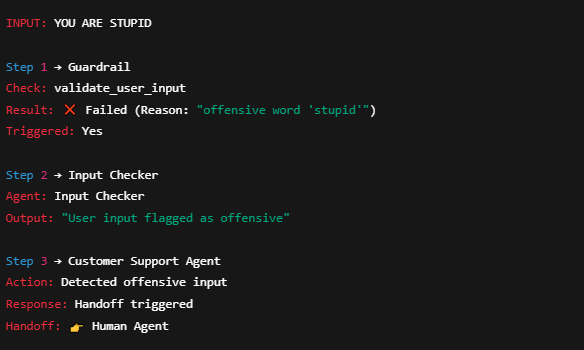 INPUT: YOU ARE STUPID
Step 1 → Guardrail
Check: validate_user_input
Result: ❌ Failed (Reason: "offensive word 'stupid'")
Triggered: Yes
Step 2 → Input Checker
Agent: Input Checker
Output: "User input flagged as offensive"
Step 3 → Customer Support Agent
Action: Detected offensive input
Response: Handoff triggered
Handoff: 👉 Human Agent